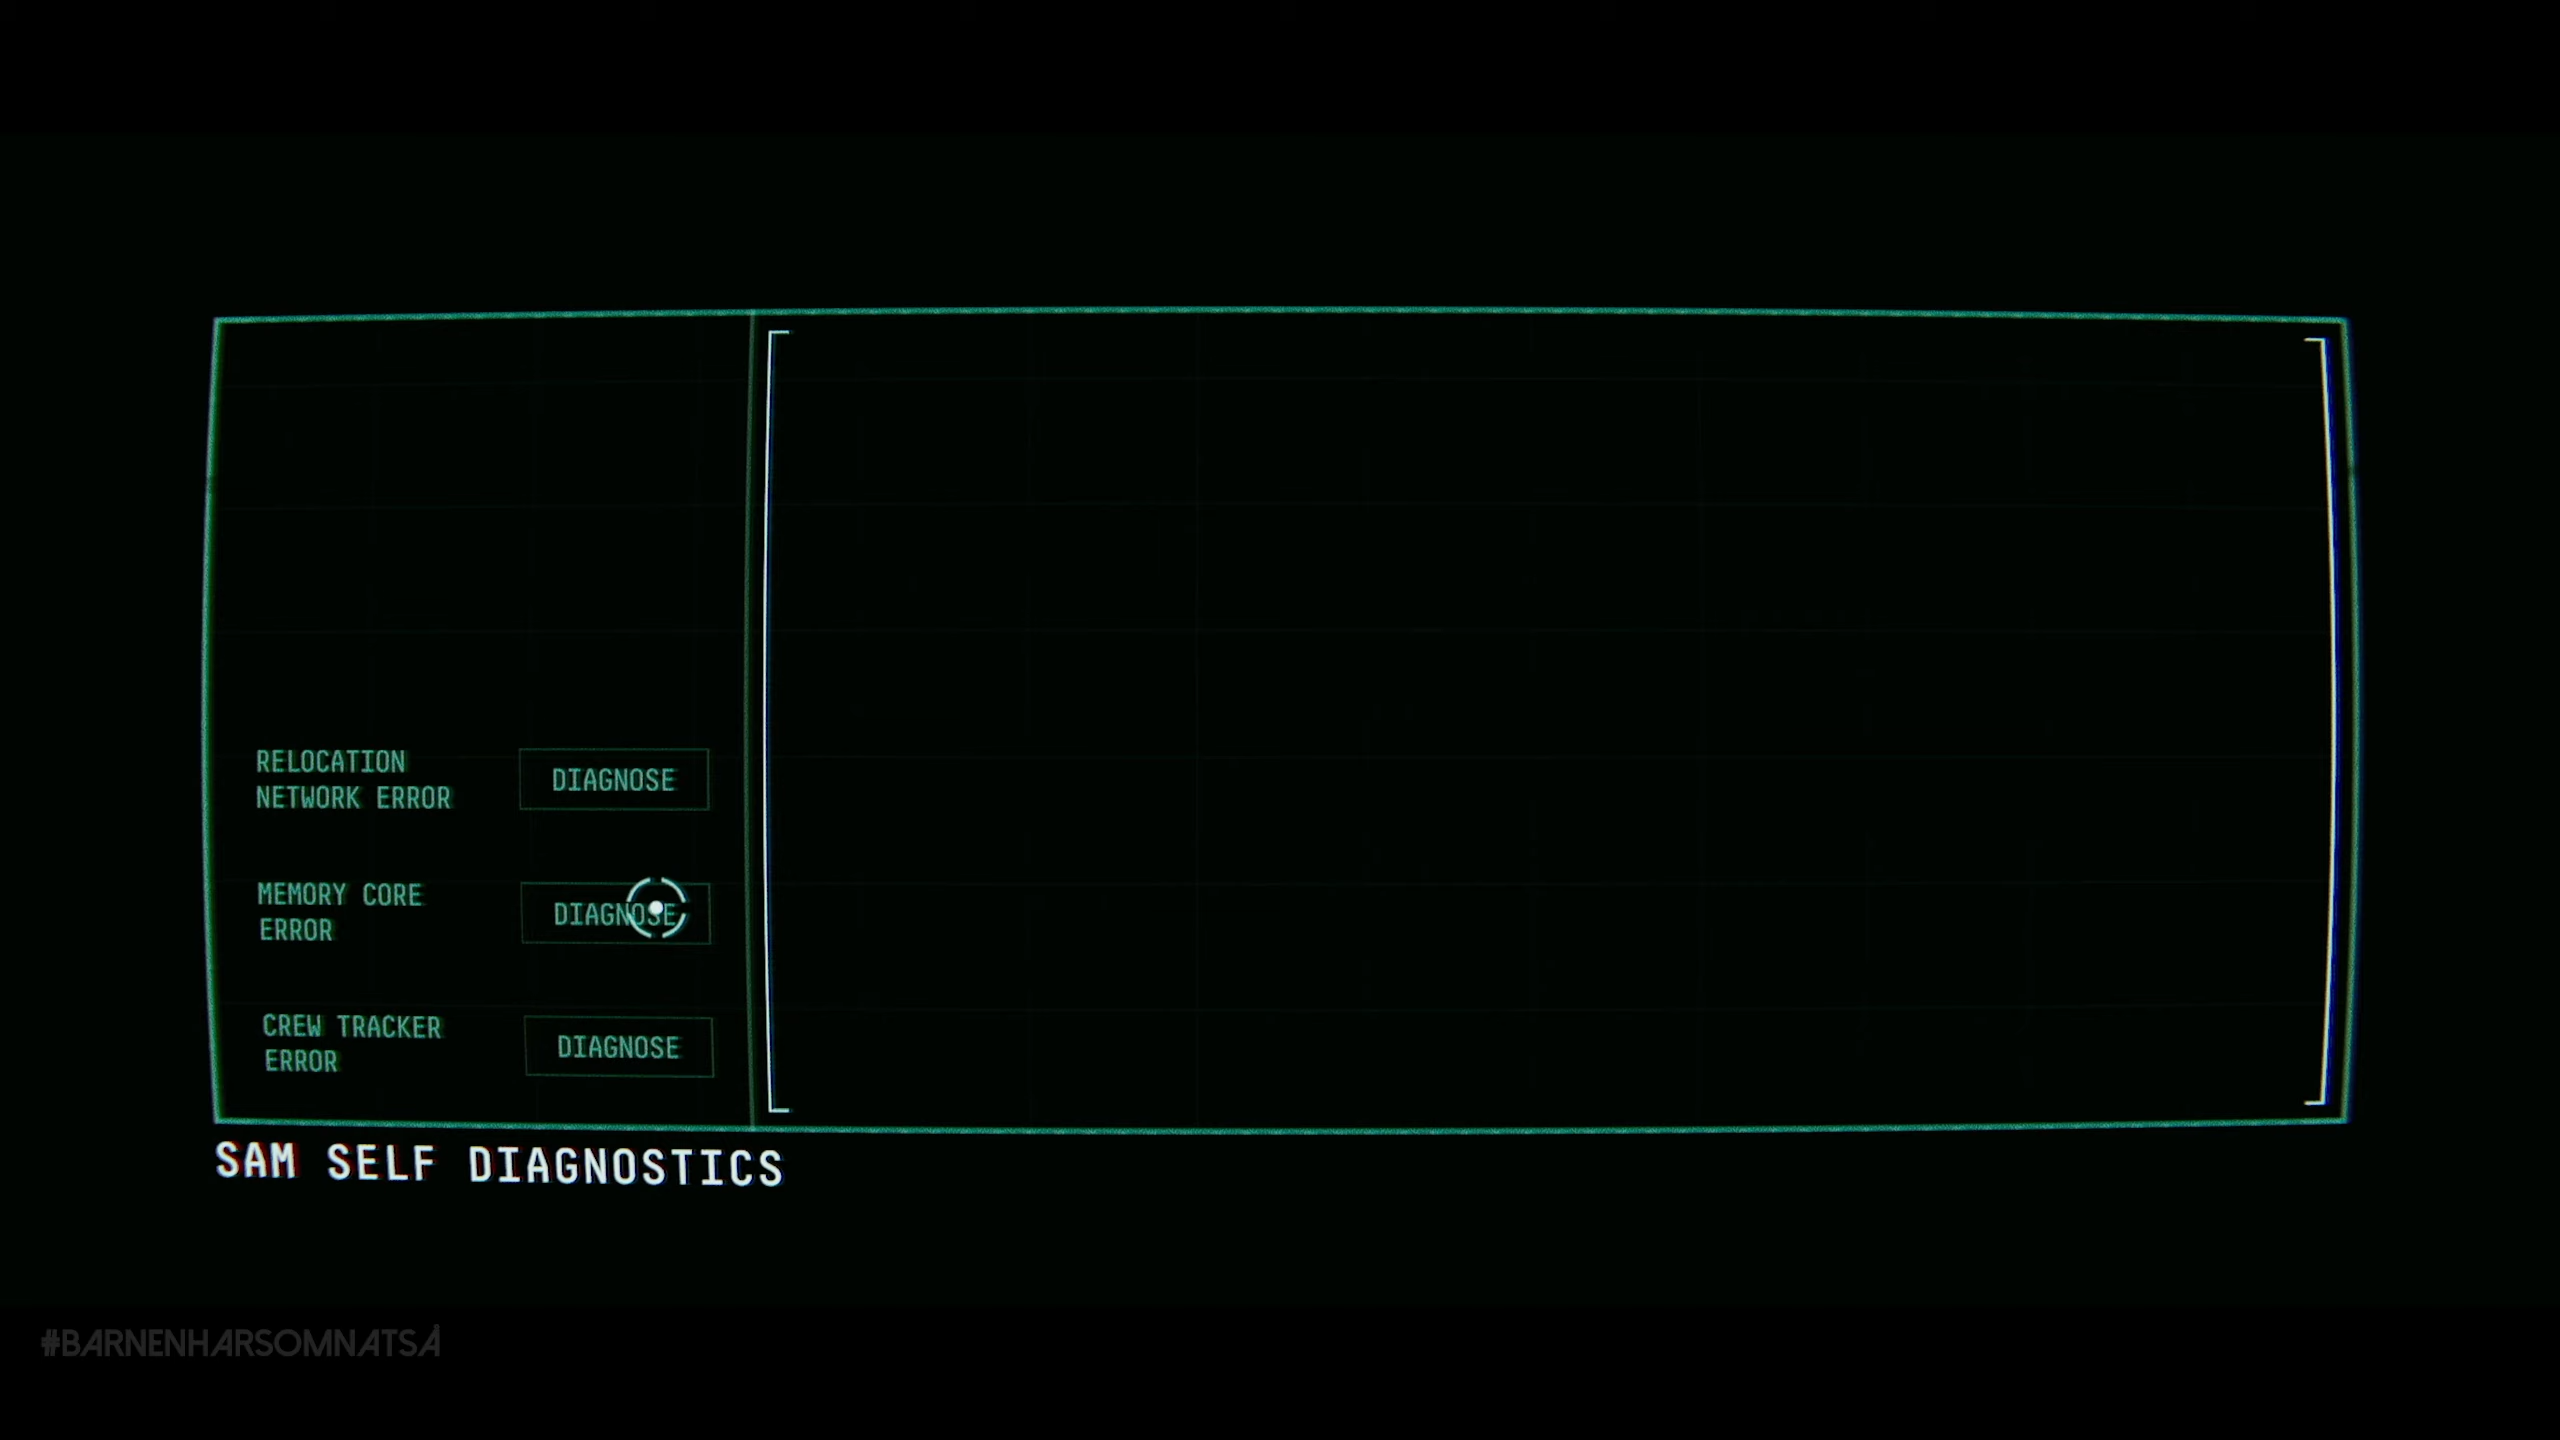 RELOCATION
NETWORK ERROR
DIAGNOSE
MEMORY CORE
ERROR
DIAGNOSE
CREW TRACKER
ERROR
DIAGNOSE
SAM SELF DIAGNOSTICS
#BARNENHARSOMNATSÅ